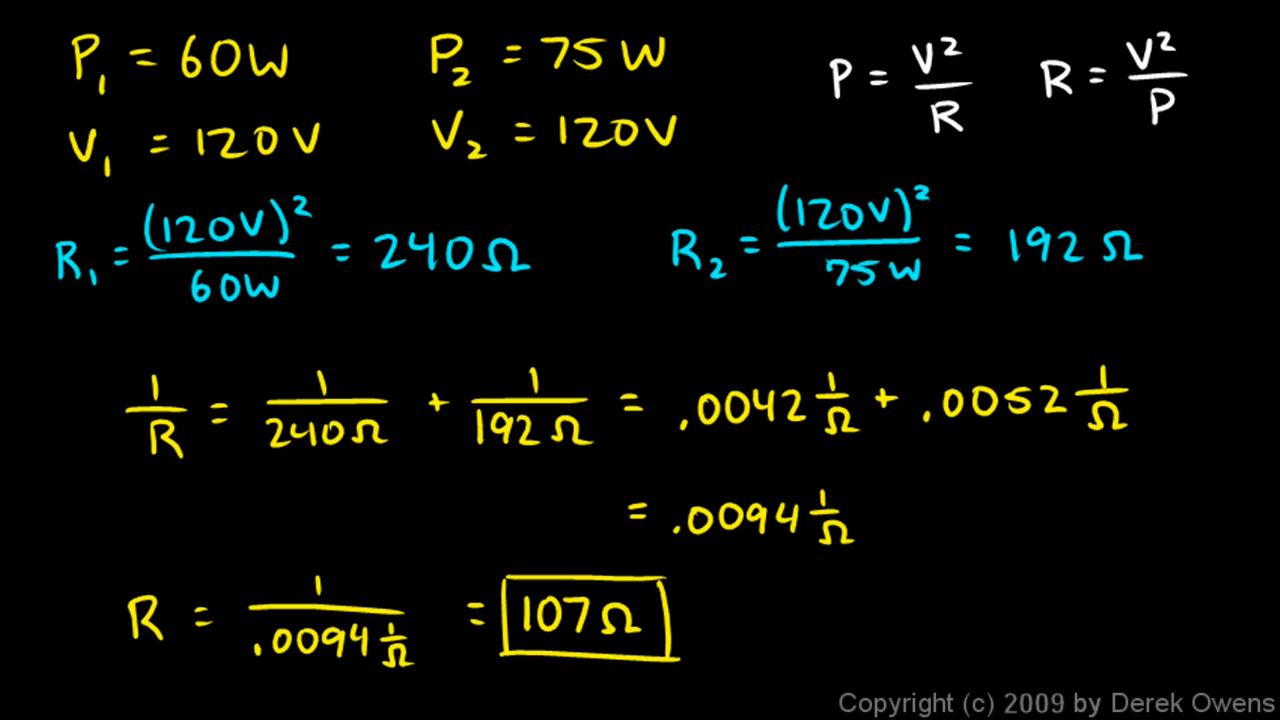 P₁ = 60W P₂ = 75W P = V²/R R = V²/P
V₁ = 120V V₂ = 120V
R₁ = (120V)²/60W = 240Ω R₂ = (120V)²/75W = 192Ω
1/R = 1/240Ω + 1/192Ω = .0042 1/Ω + .0052 1/Ω
= .0094 1/Ω
R = 1/.0094 1/Ω = 107Ω
Copyright (c) 2009 by Derek Owens